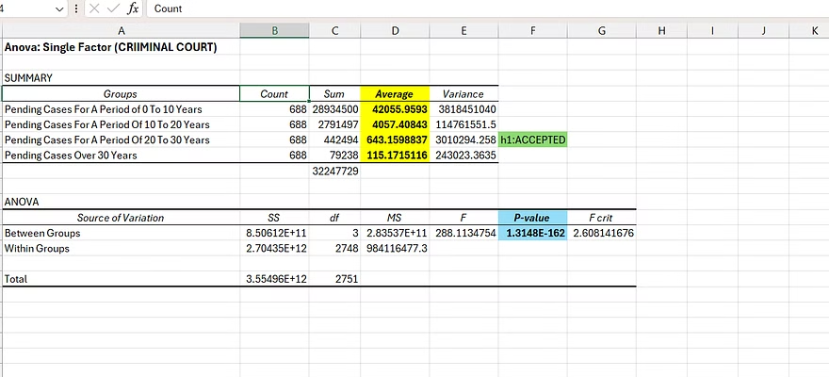 4 fx Count
A B C D E F G H I J K
Anova: Single Factor (CRIIMINAL COURT)
SUMMARY
Groups Count Sum Average Variance
Pending Cases For A Period of 0 To 10 Years 688 28934500 42055.9593 3818451040
Pending Cases For A Period Of 10 To 20 Years 688 2791497 4057.40843 114761551.5
Pending Cases For A Period Of 20 To 30 Years 688 442494 643.1598837 3010294.258 h1:ACCEPTED
Pending Cases Over 30 Years 688 79238 115.1715116 243023.3635
32247729
ANOVA
Source of Variation SS df MS F P-value F crit
Between Groups 8.50612E+11 3 2.83537E+11 288.1134754 1.3148E-162 2.608141676
Within Groups 2.70435E+12 2748 984116477.3
Total 3.55496E+12 2751